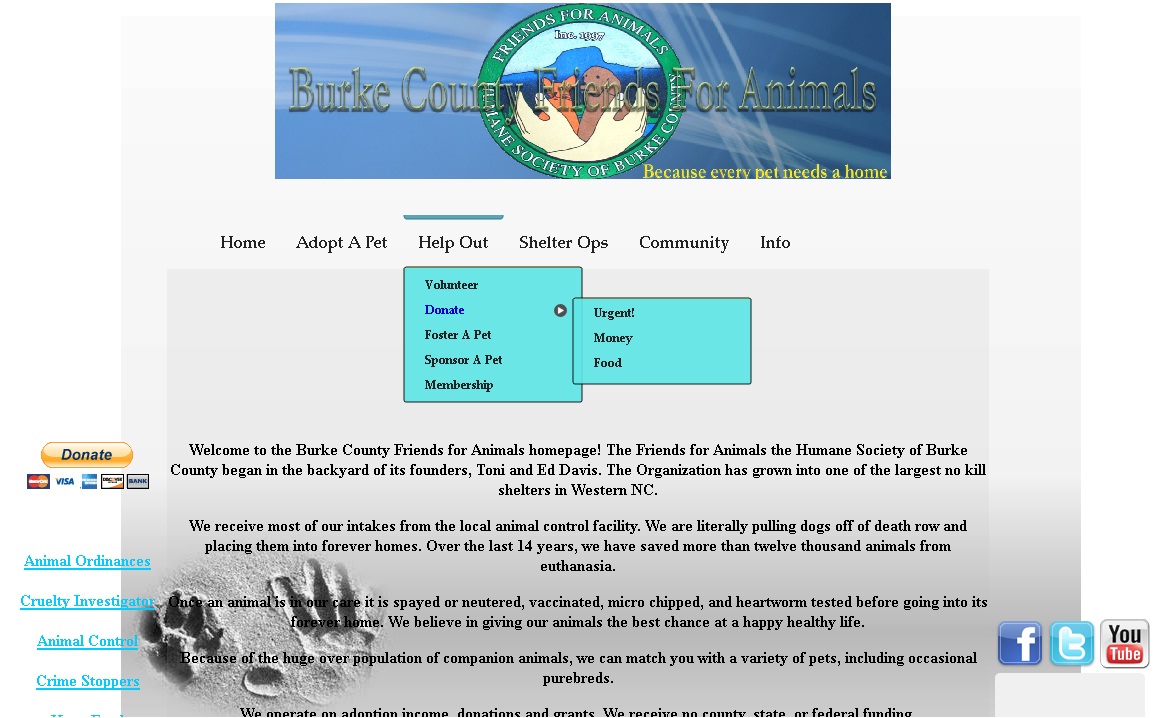 FRIENDS FOR ANIMALS
Inc. 1997
Burke County Friends For Animals
HUMANE SOCIETY OF BURKE COUNTY
Because every pet needs a home
Home Adopt A Pet Help Out Shelter Ops Community Info
Volunteer
Donate
Foster A Pet
Sponsor A Pet
Membership
Urgent!
Money
Food
Donate
MasterCard VISA DISCOVER BANK
Animal Ordinances
Cruelty Investigator
Animal Control
Crime Stoppers
Welcome to the Burke County Friends for Animals homepage! The Friends for Animals the Humane Society of Burke
County began in the backyard of its founders, Toni and Ed Davis. The Organization has grown into one of the largest no kill
shelters in Western NC.
We receive most of our intakes from the local animal control facility. We are literally pulling dogs off of death row and
placing them into forever homes. Over the last 14 years, we have saved more than twelve thousand animals from
euthanasia.
Once an animal is in our care it is spayed or neutered, vaccinated, micro chipped, and heartworm tested before going into its
forever home. We believe in giving our animals the best chance at a happy healthy life.
Because of the huge over population of companion animals, we can match you with a variety of pets, including occasional
purebreds.
We operate on adoption income, donations and grants. We receive no county, state, or federal funding
f
t
You
Tube